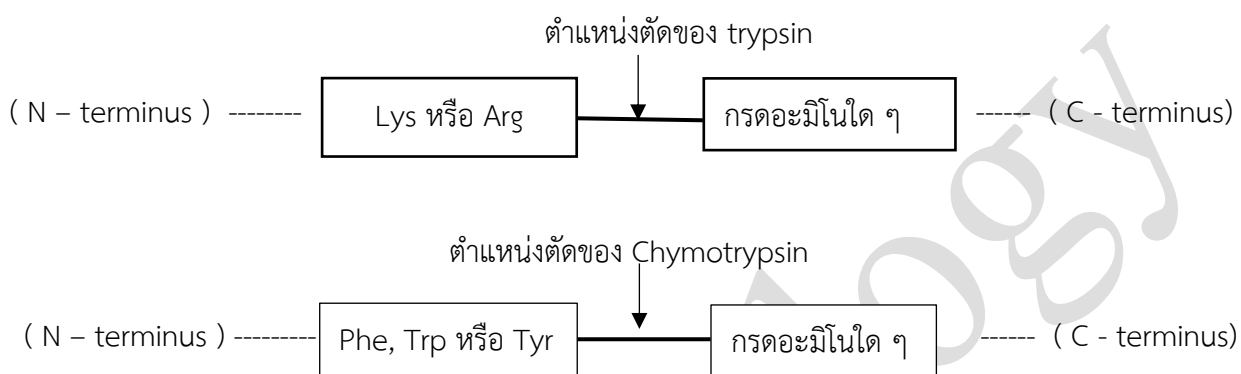 ตำแหน่งตัดของ trypsin
( N – terminus ) -------- Lys หรือ Arg กรดอะมิโนใด ๆ ------ ( C - terminus)
ตำแหน่งตัดของ Chymotrypsin
( N – terminus ) --------- Phe, Trp หรือ Tyr กรดอะมิโนใด ๆ ------ ( C - terminus)